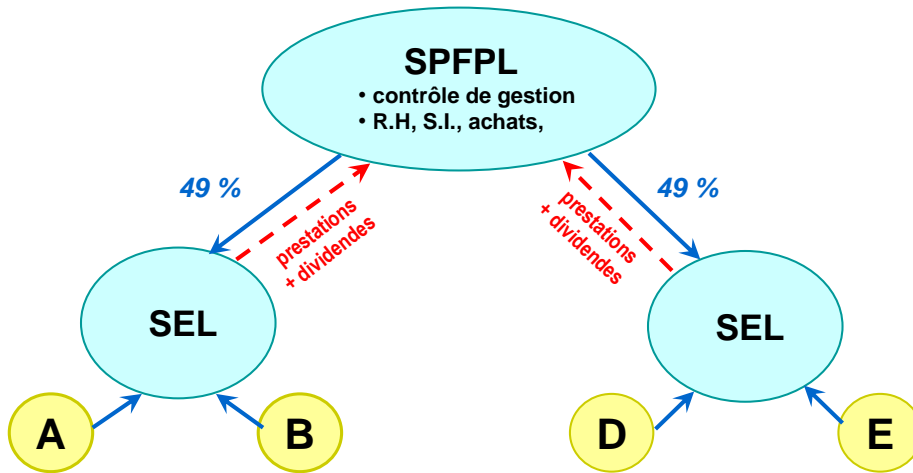 SPFPL
• contrôle de gestion
• R.H, S.I., achats,
49 %
prestations
+ dividendes
prestations
+ dividendes
49 %
SEL
SEL
A
B
D
E